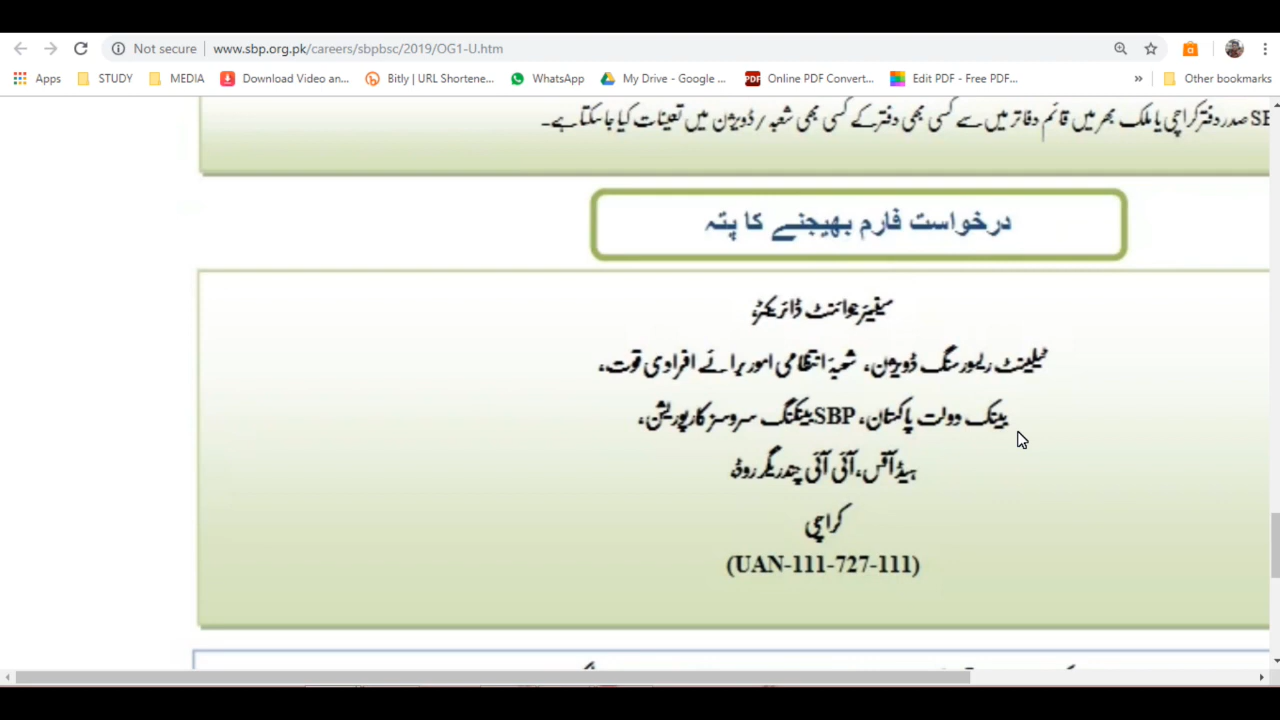 Not secure | www.sbp.org.pk/careers/sbpbsc/2019/OG1-U.htm
Apps STUDY MEDIA Download Video an... Bitly | URL Shortene... WhatsApp My Drive - Google ... PDF Online PDF Convert... Edit PDF - Free PDF... » Other bookmarks
SB صدر دفتر کراچی یا ملک بھر میں قائم دفاتر میں سے کسی بھی دفتر کے کسی بھی شعبہ / ڈویژن میں تعینات کیا جاسکتا ہے۔
درخواست فارم بھیجنے کا پتہ
سینیئر جوائنٹ ڈائریکٹر،
ٹیلینٹ ریسورسنگ ڈویژن، شعبۂ انتظامی امور برائے افرادی قوت،
بینک دولت پاکستان، SBP بینکنگ سروسز کارپوریشن،
ہیڈ آفس، آئی آئی چندریگر روڈ،
کراچی
(UAN-111-727-111)